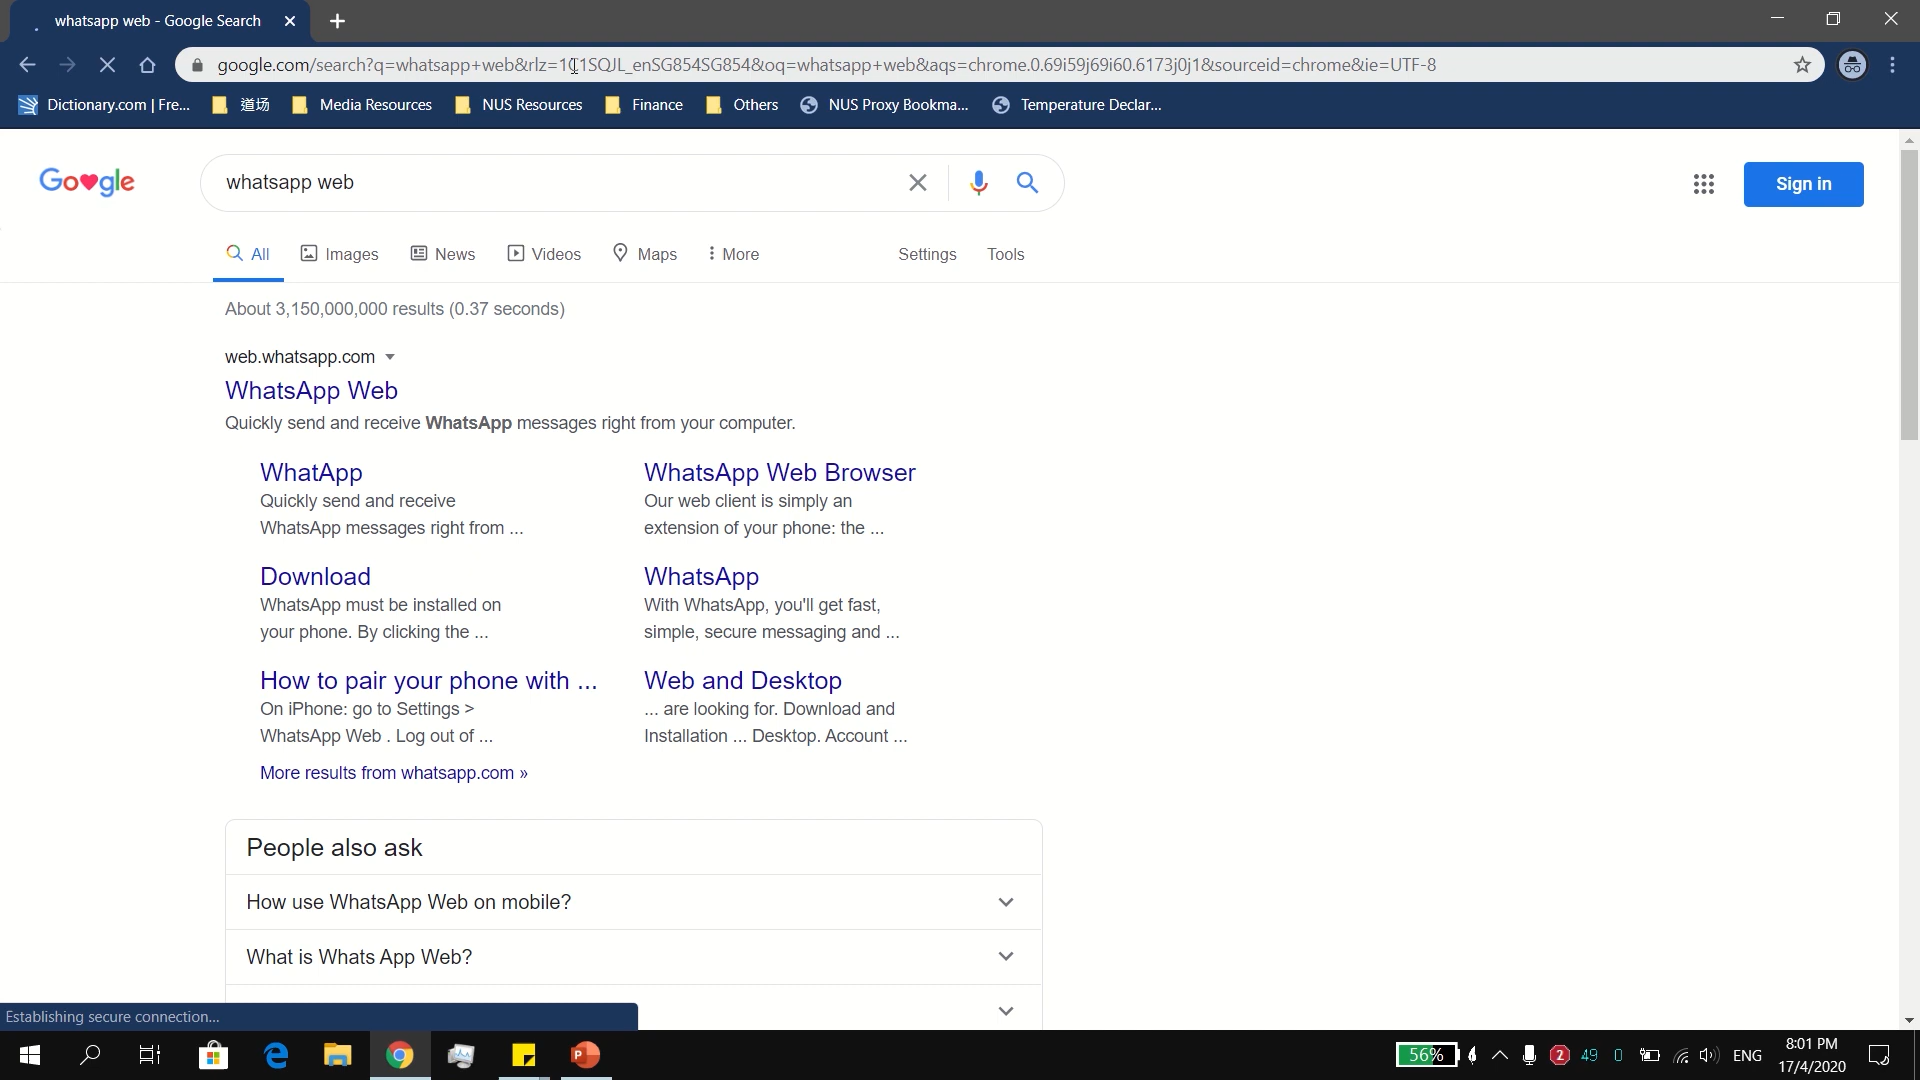 whatsapp web - Google Search
google.com/search?q=whatsapp+web&rlz=1C1SQJL_enSG854SG854&oq=whatsapp+web&aqs=chrome.0.69i59j69i60.6173j0j1&sourceid=chrome&ie=UTF-8
Dictionary.com | Fre... 道场 Media Resources NUS Resources Finance Others NUS Proxy Bookma... Temperature Declar...
Google whatsapp web Sign in
All Images News Videos Maps More Settings Tools
About 3,150,000,000 results (0.37 seconds)
web.whatsapp.com
WhatsApp Web
Quickly send and receive WhatsApp messages right from your computer.
WhatApp
Quickly send and receive
WhatsApp messages right from ...
WhatsApp Web Browser
Our web client is simply an
extension of your phone: the ...
Download
WhatsApp must be installed on
your phone. By clicking the ...
WhatsApp
With WhatsApp, you'll get fast,
simple, secure messaging and ...
How to pair your phone with ...
On iPhone: go to Settings >
WhatsApp Web . Log out of ...
Web and Desktop
... are looking for. Download and
Installation ... Desktop. Account ...
More results from whatsapp.com »
People also ask
How use WhatsApp Web on mobile?
What is Whats App Web?
Establishing secure connection...
56% 2 49 0 ENG
8:01 PM
17/4/2020